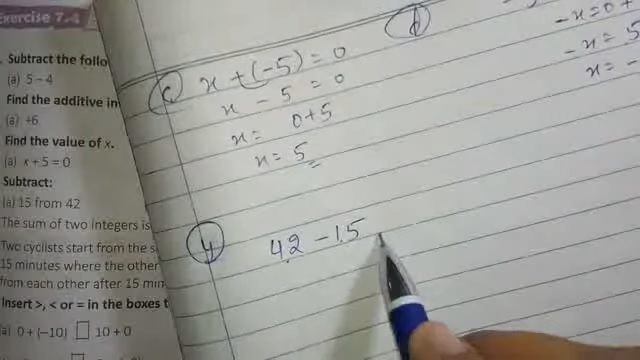 Exercise 7.4
Subtract the follo
(a) 5 – 4
Find the additive in
(a) +6
Find the value of x.
(a) x + 5 = 0
Subtract:
(a) 15 from 42
The sum of two integers is
Two cyclists start from the s
15 minutes where the other
from each other after 15 min
Insert >, < or = in the boxes t
(a) 0 + (−10) □ 10 + 0
(c) x + (-5) = 0
x - 5 = 0
x = 0+5
x = 5
(d)
-x = 0 +
-x = 5
x = -
(4) 42 - 15